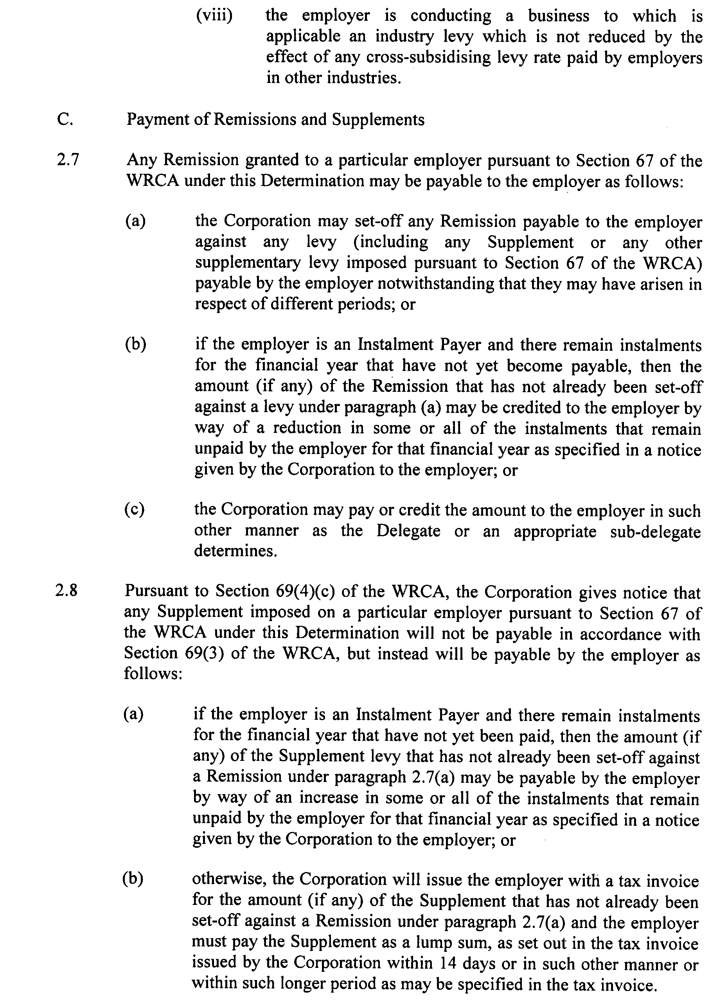 (viii) the employer is conducting a business to which is
applicable an industry levy which is not reduced by the
effect of any cross-subsidising levy rate paid by employers
in other industries.
C. Payment of Remissions and Supplements
2.7 Any Remission granted to a particular employer pursuant to Section 67 of the
WRCA under this Determination may be payable to the employer as follows:
(a) the Corporation may set-off any Remission payable to the employer
against any levy (including any Supplement or any other
supplementary levy imposed pursuant to Section 67 of the WRCA)
payable by the employer notwithstanding that they may have arisen in
respect of different periods; or
(b) if the employer is an Instalment Payer and there remain instalments
for the financial year that have not yet become payable, then the
amount (if any) of the Remission that has not already been set-off
against a levy under paragraph (a) may be credited to the employer by
way of a reduction in some or all of the instalments that remain
unpaid by the employer for that financial year as specified in a notice
given by the Corporation to the employer; or
(c) the Corporation may pay or credit the amount to the employer in such
other manner as the Delegate or an appropriate sub-delegate
determines.
2.8 Pursuant to Section 69(4)(c) of the WRCA, the Corporation gives notice that
any Supplement imposed on a particular employer pursuant to Section 67 of
the WRCA under this Determination will not be payable in accordance with
Section 69(3) of the WRCA, but instead will be payable by the employer as
follows:
(a) if the employer is an Instalment Payer and there remain instalments
for the financial year that have not yet been paid, then the amount (if
any) of the Supplement levy that has not already been set-off against
a Remission under paragraph 2.7(a) may be payable by the employer
by way of an increase in some or all of the instalments that remain
unpaid by the employer for that financial year as specified in a notice
given by the Corporation to the employer; or
(b) otherwise, the Corporation will issue the employer with a tax invoice
for the amount (if any) of the Supplement that has not already been
set-off against a Remission under paragraph 2.7(a) and the employer
must pay the Supplement as a lump sum, as set out in the tax invoice
issued by the Corporation within 14 days or in such other manner or
within such longer period as may be specified in the tax invoice.